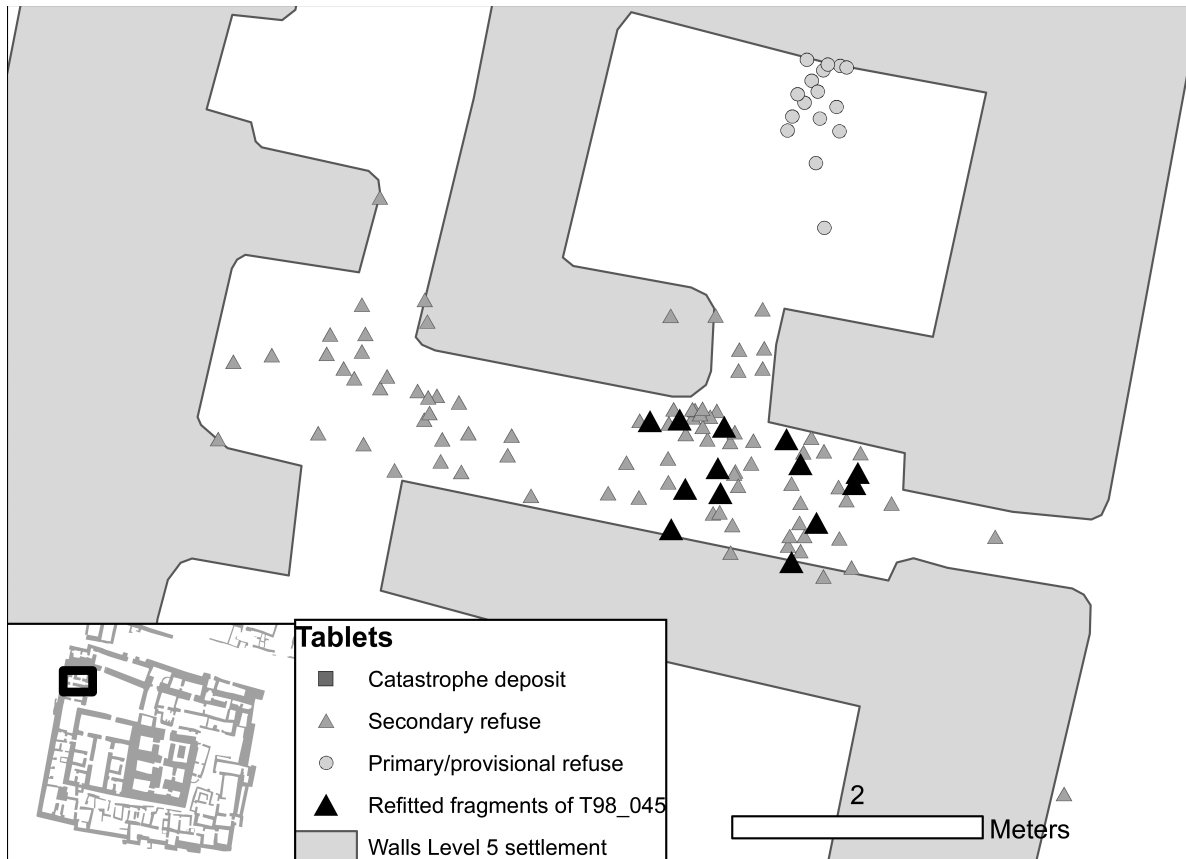 Tablets
Catastrophe deposit
Secondary refuse
Primary/provisional refuse
Refitted fragments of T98_045
Walls Level 5 settlement
2
Meters